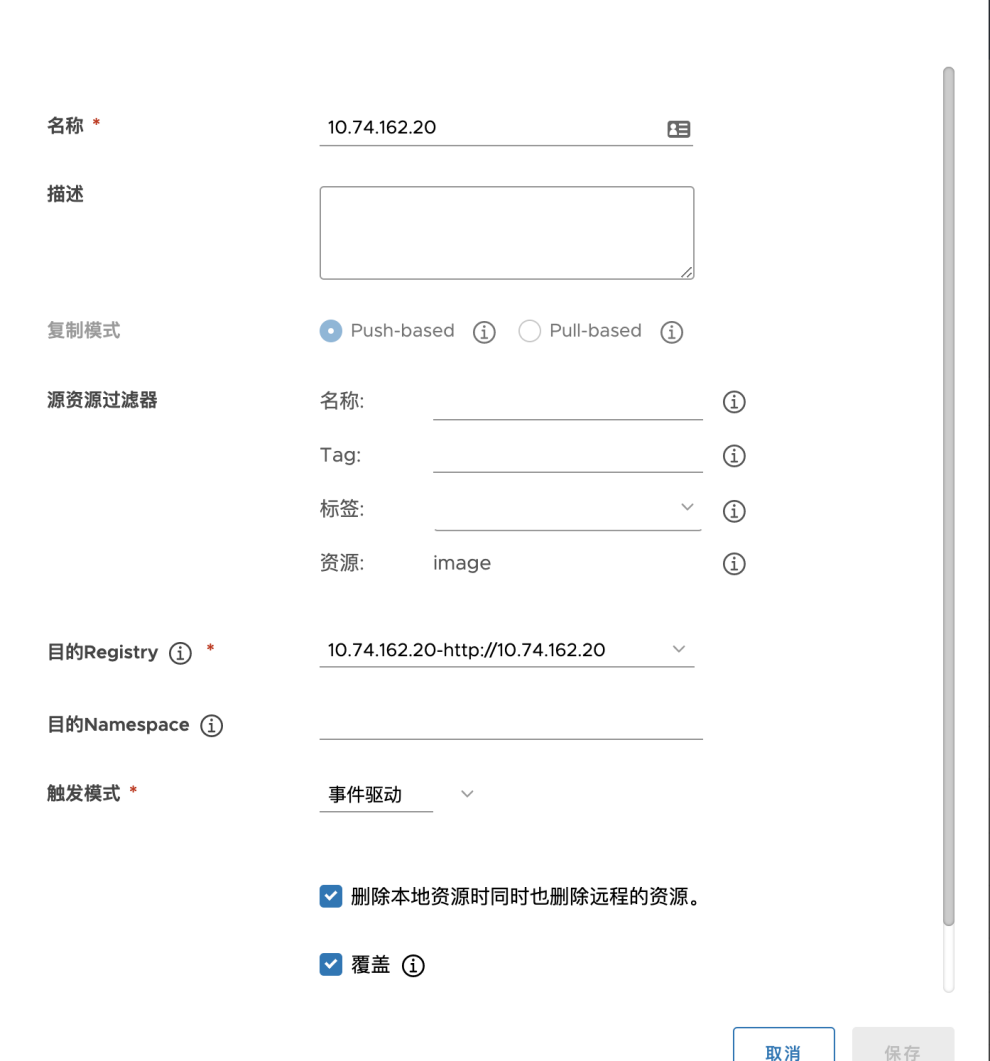 名称 *
10.74.162.20
描述
复制模式
Push-based
Pull-based
源资源过滤器
名称:
Tag:
标签:
资源:
image
目的Registry *
10.74.162.20-http://10.74.162.20
目的Namespace
触发模式 *
事件驱动
删除本地资源时同时也删除远程的资源。
覆盖
取消
保存